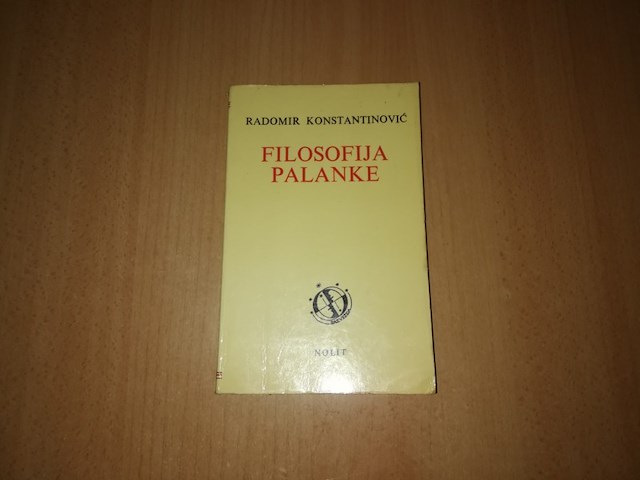 RADOMIR KONSTANTINOVIĆ
FILOSOFIJA
PALANKE
NOLIT